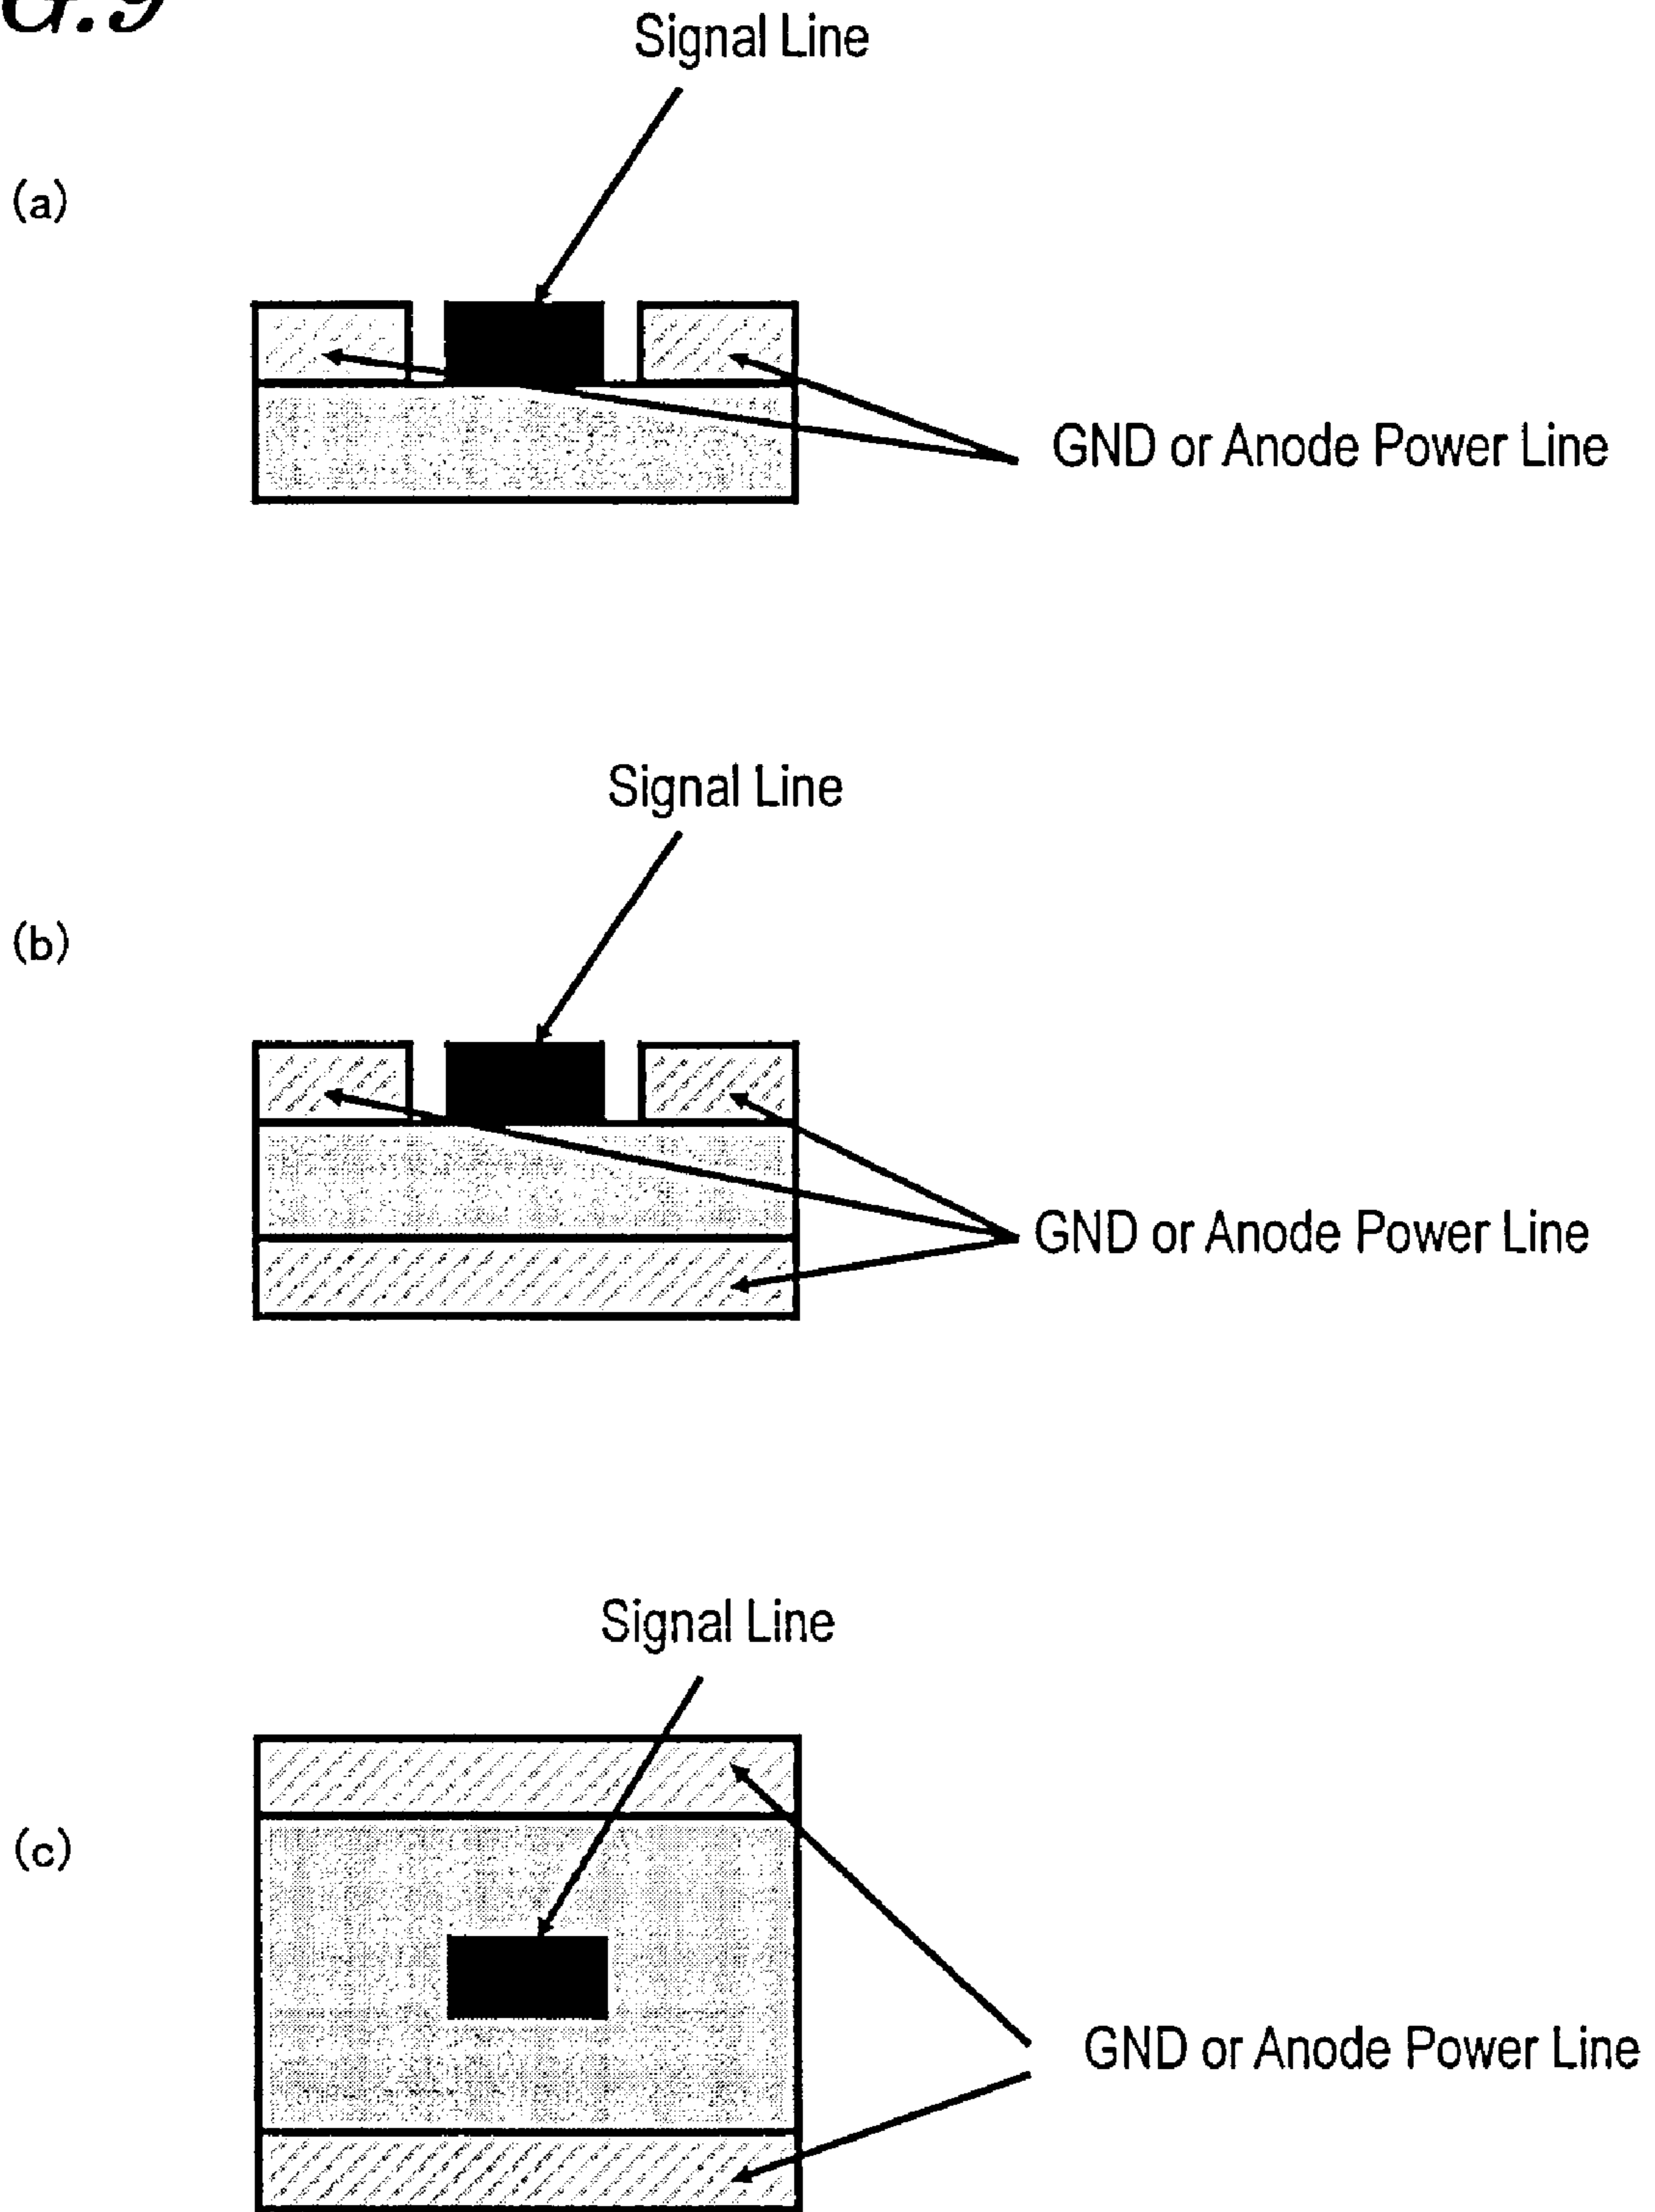 G.9
Signal Line
(a)
GND or Anode Power Line
Signal Line
(b)
GND or Anode Power Line
Signal Line
(c)
GND or Anode Power Line